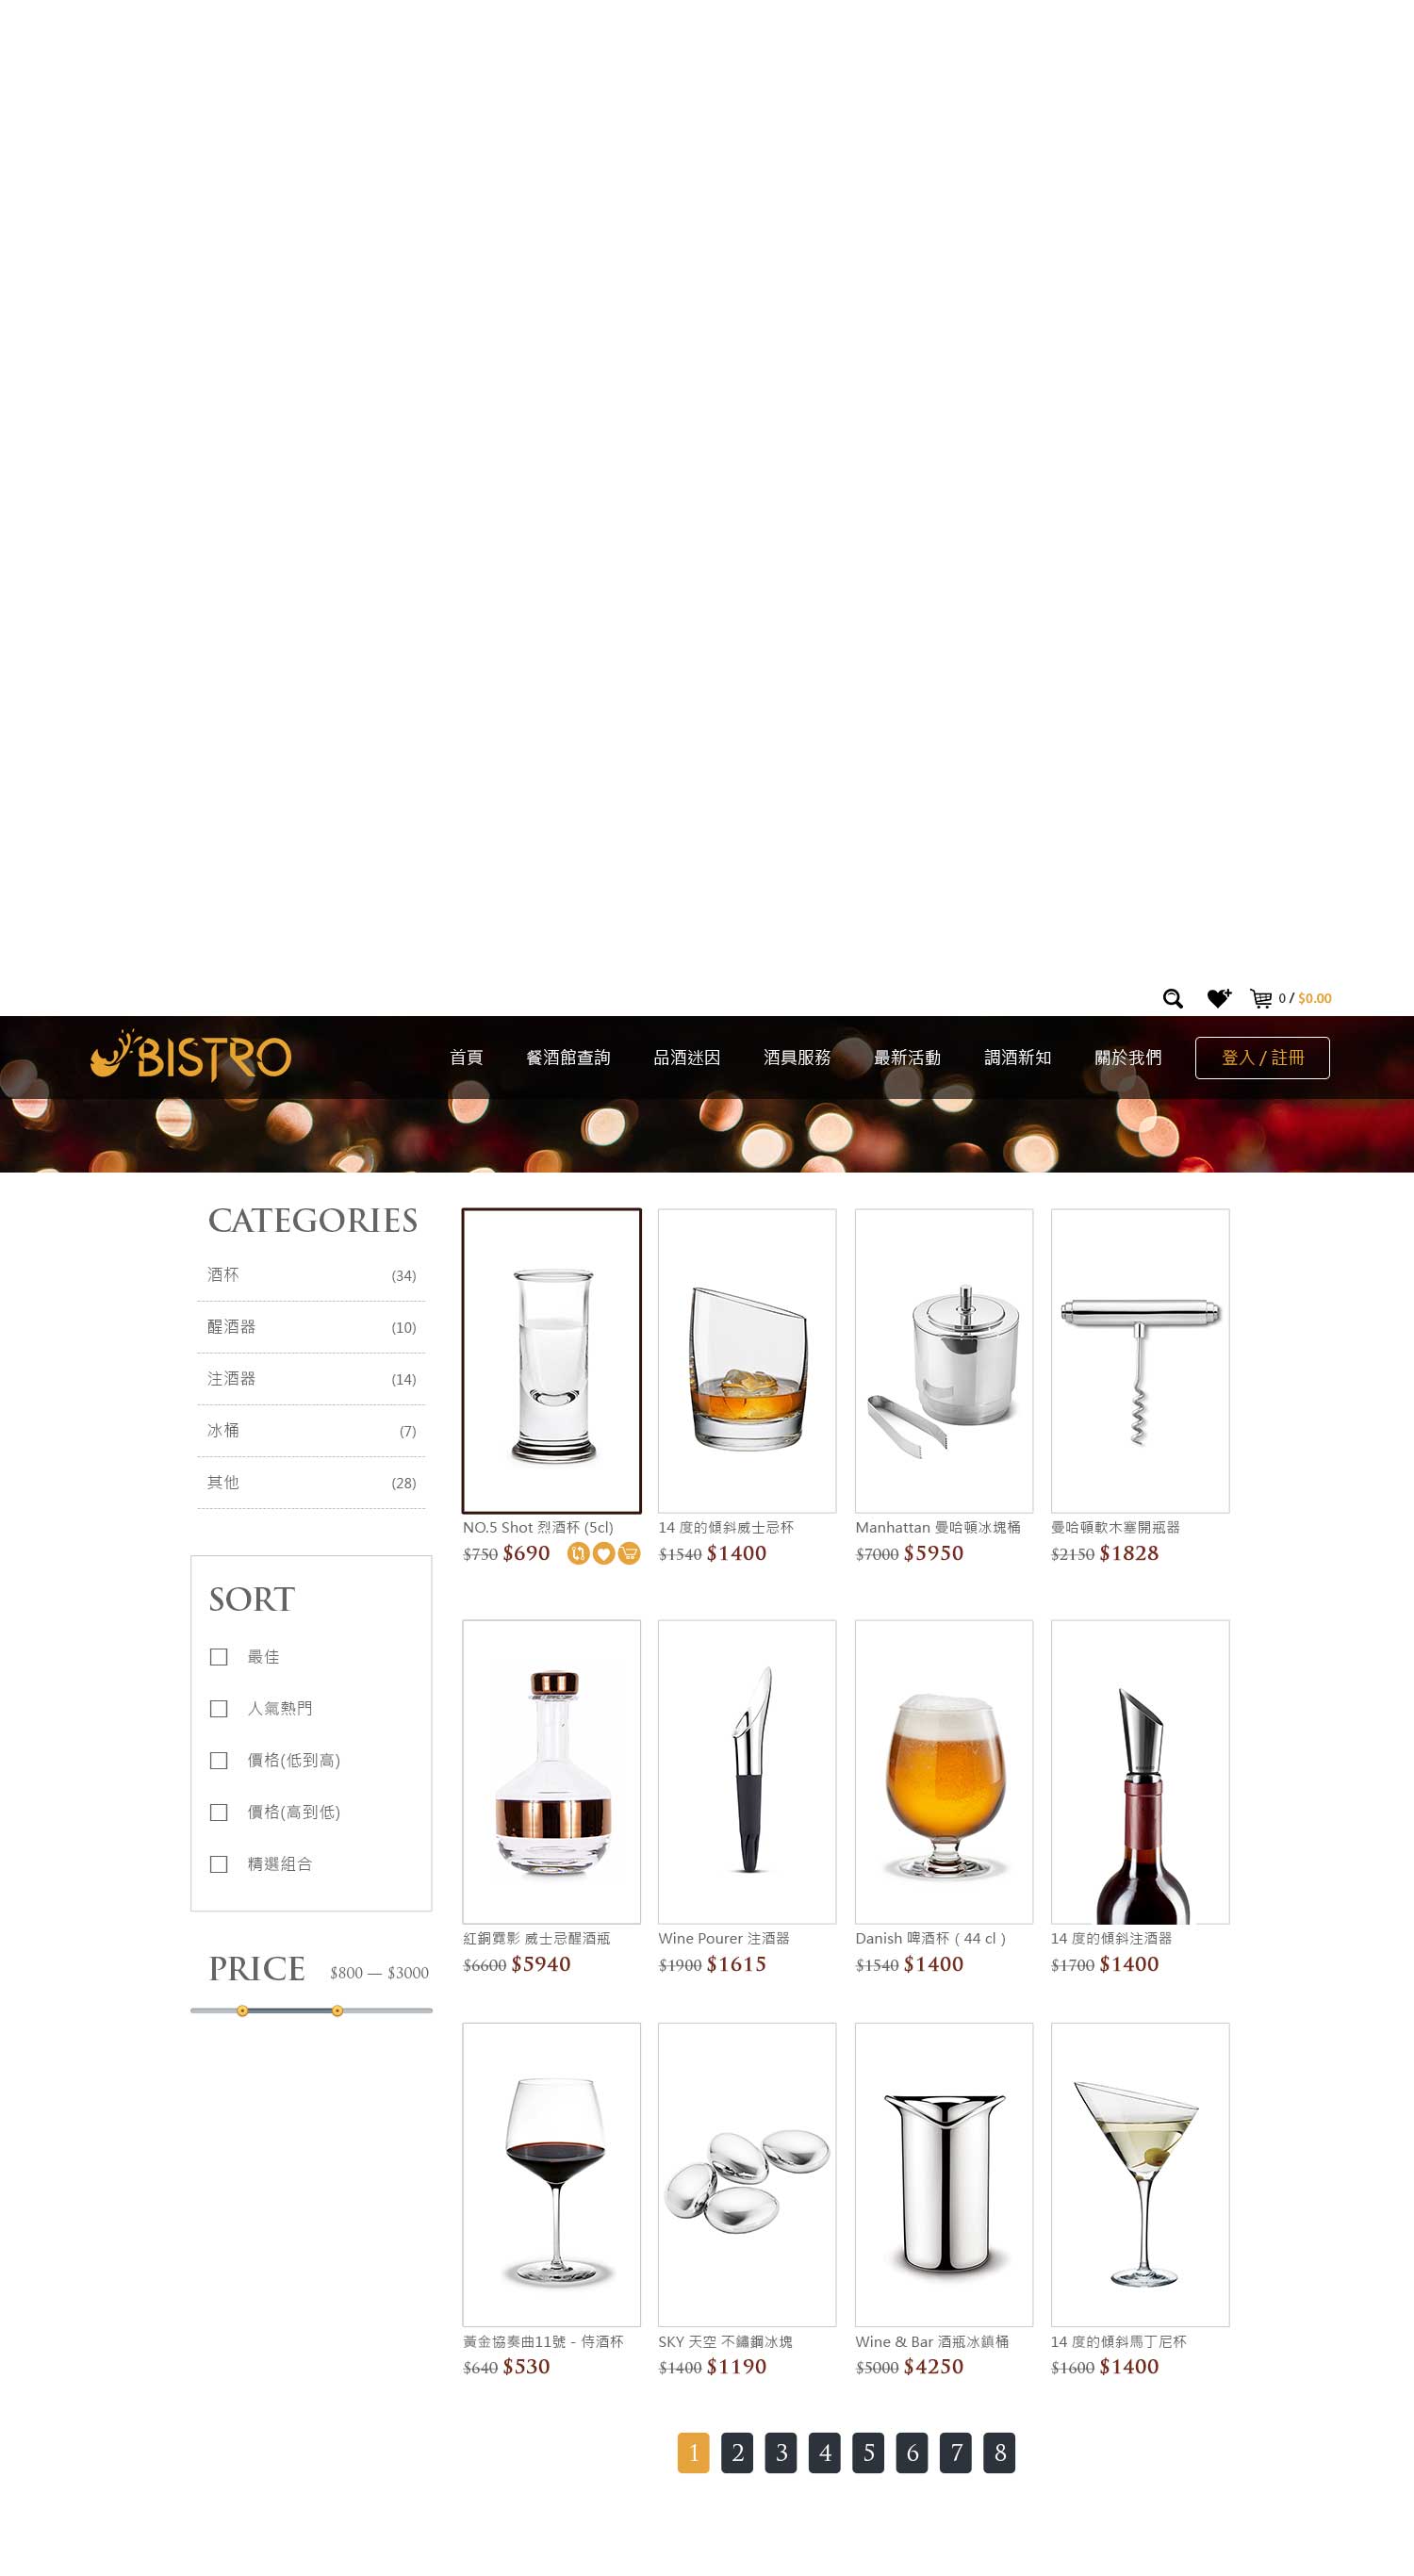 0 / $0.00
BISTRO
首頁 餐酒館查詢 品酒迷因 酒具服務 最新活動 調酒新知 關於我們 登入 / 註冊
CATEGORIES
酒杯 (34)
醒酒器 (10)
注酒器 (14)
冰桶 (7)
其他 (28)
SORT
最佳
人氣熱門
價格(低到高)
價格(高到低)
精選組合
PRICE $800 — $3000
NO.5 Shot 烈酒杯 (5cl)
$750 $690
14 度的傾斜威士忌杯
$1540 $1400
Manhattan 曼哈頓冰塊桶
$7000 $5950
曼哈頓軟木塞開瓶器
$2150 $1828
紅銅霓影 威士忌醒酒瓶
$6600 $5940
Wine Pourer 注酒器
$1900 $1615
Danish 啤酒杯 ( 44 cl )
$1540 $1400
14 度的傾斜注酒器
$1700 $1400
黃金協奏曲11號 - 侍酒杯
$640 $530
SKY 天空 不鏽鋼冰塊
$1400 $1190
Wine & Bar 酒瓶冰鎮桶
$5000 $4250
14 度的傾斜馬丁尼杯
$1600 $1400
1 2 3 4 5 6 7 8